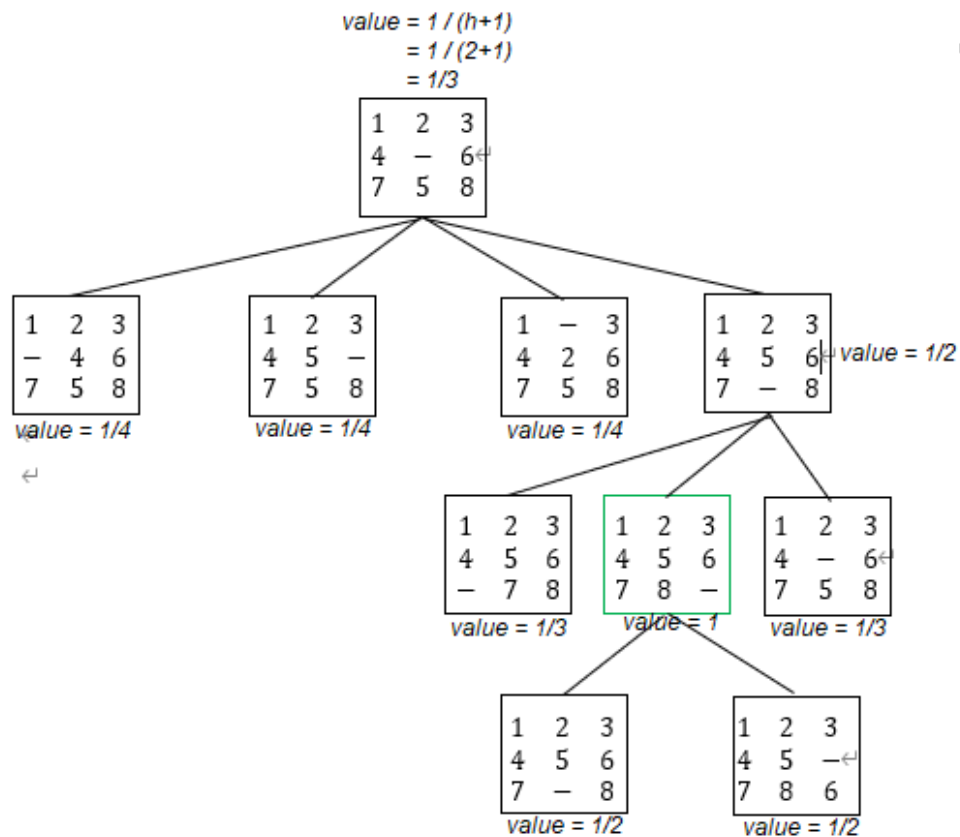 value = 1 / (h+1)
= 1 / (2+1)
= 1/3
1 2 3
4 – 6↵
7 5 8
1 2 3
– 4 6
7 5 8
value = 1/4
↵
1 2 3
4 5 –
7 5 8
value = 1/4
1 – 3
4 2 6
7 5 8
value = 1/4
1 2 3
4 5 6↵
7 – 8
value = 1/2
1 2 3
4 5 6
– 7 8
value = 1/3
1 2 3
4 5 6
7 8 –
value = 1
1 2 3
4 – 6↵
7 5 8
value = 1/3
1 2 3
4 5 6
7 – 8
value = 1/2
1 2 3
4 5 –↵
7 8 6
value = 1/2